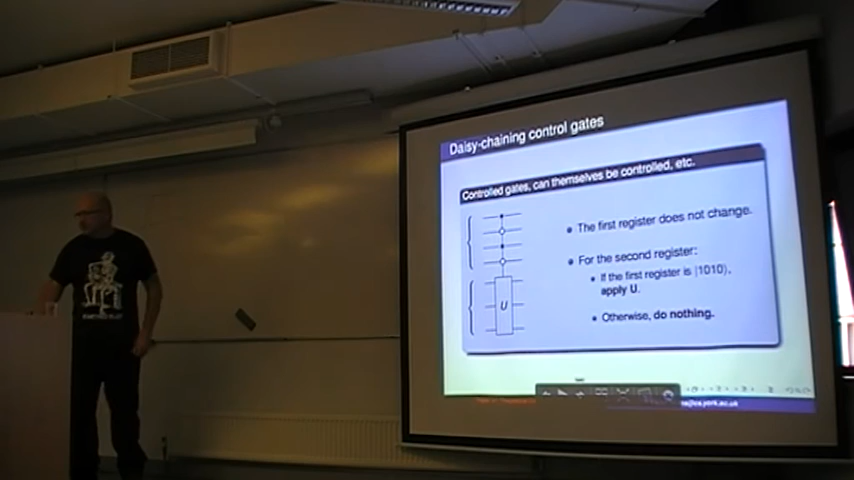 Daisy-chaining control gates
Controlled gates, can themselves be controlled, etc.
U
The first register does not change.
For the second register:
If the first register is |1010⟩,
apply U.
Otherwise, do nothing.